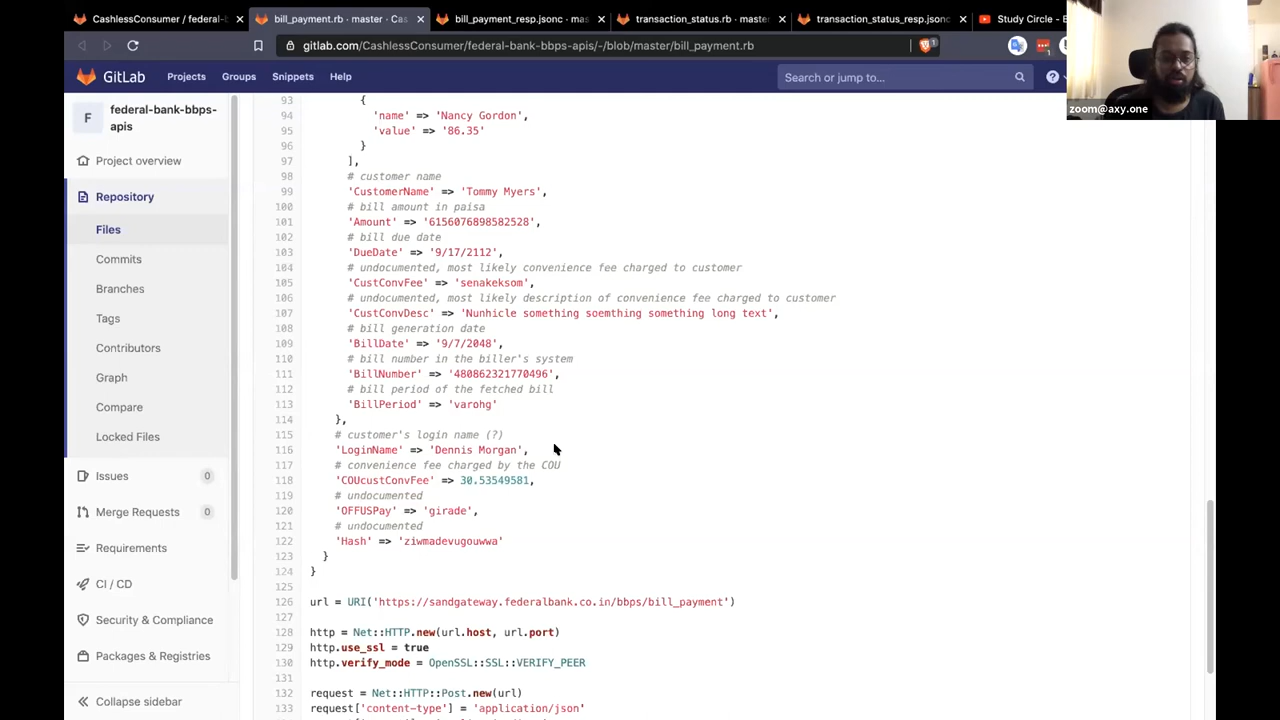 CashlessConsumer / federal-b
bill_payment.rb · master · Cas
bill_payment_resp.jsonc · mas
transaction_status.rb · master
transaction_status_resp.jsonc
Study Circle -
gitlab.com/CashlessConsumer/federal-bank-bbps-apis/-/blob/master/bill_payment.rb
1
GitLab
Projects
Groups
Snippets
Help
Search or jump to...
zoom@axy.one
F
federal-bank-bbps-
apis
Project overview
Repository
Files
Commits
Branches
Tags
Contributors
Graph
Compare
Locked Files
Issues 0
Merge Requests 0
Requirements
CI / CD
Security & Compliance
Packages & Registries
Collapse sidebar
93 {
94 'name' => 'Nancy Gordon',
95 'value' => '86.35'
96 }
97 ],
98 # customer name
99 'CustomerName' => 'Tommy Myers',
100 # bill amount in paisa
101 'Amount' => '6156076898582528',
102 # bill due date
103 'DueDate' => '9/17/2112',
104 # undocumented, most likely convenience fee charged to customer
105 'CustConvFee' => 'senakeksom',
106 # undocumented, most likely description of convenience fee charged to customer
107 'CustConvDesc' => 'Nunhicle something soemthing something long text',
108 # bill generation date
109 'BillDate' => '9/7/2048',
110 # bill number in the biller's system
111 'BillNumber' => '480862321770496',
112 # bill period of the fetched bill
113 'BillPeriod' => 'varohg'
114 },
115 # customer's login name (?)
116 'LoginName' => 'Dennis Morgan',
117 # convenience fee charged by the COU
118 'COUcustConvFee' => 30.53549581,
119 # undocumented
120 'OFFUSPay' => 'girade',
121 # undocumented
122 'Hash' => 'ziwmadevugouwwa'
123 }
124 }
125
126 url = URI('https://sandgateway.federalbank.co.in/bbps/bill_payment')
127
128 http = Net::HTTP.new(url.host, url.port)
129 http.use_ssl = true
130 http.verify_mode = OpenSSL::SSL::VERIFY_PEER
131
132 request = Net::HTTP::Post.new(url)
133 request['content-type'] = 'application/json'